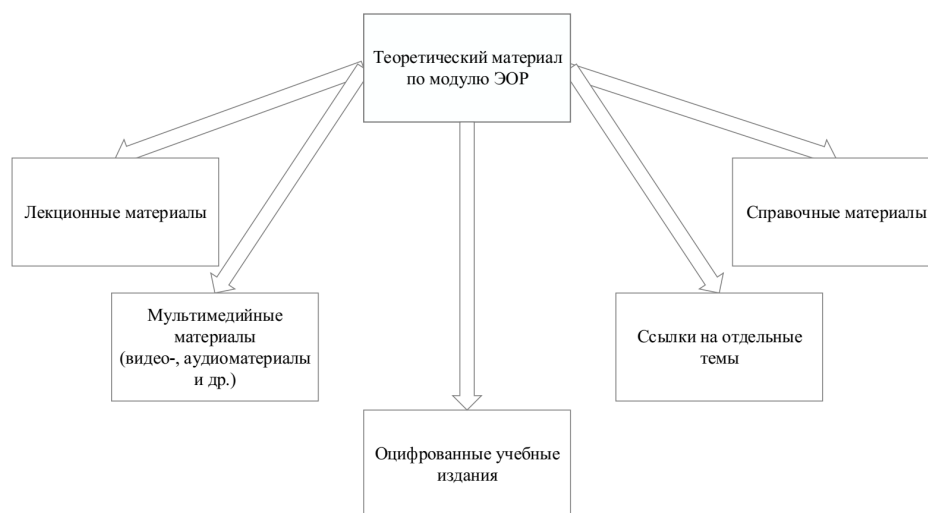 Теоретический материал
по модулю ЭОР
Лекционные материалы
Справочные материалы
Мультимедийные
материалы
(видео-, аудиоматериалы
и др.)
Ссылки на отдельные
темы
Оцифрованные учебные
издания